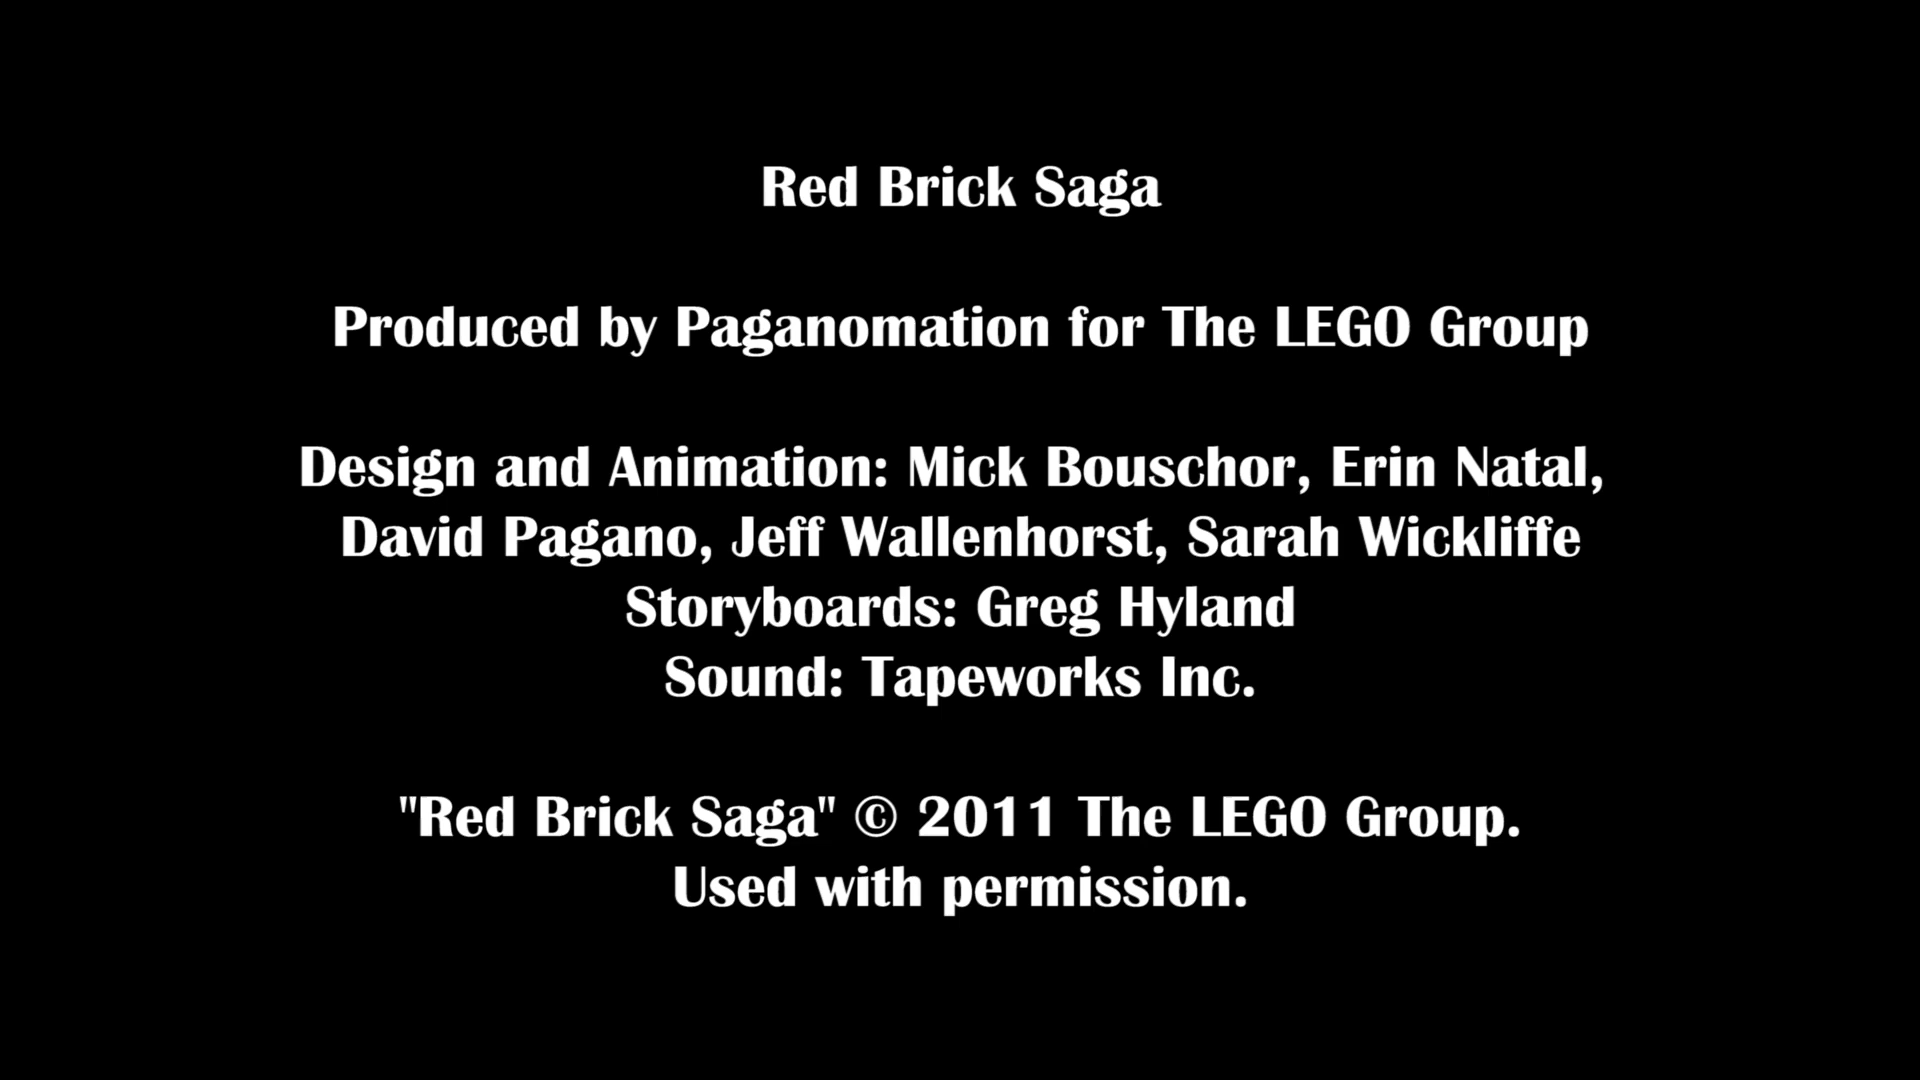 Red Brick Saga
Produced by Paganomation for The LEGO Group
Design and Animation: Mick Bouschor, Erin Natal,
David Pagano, Jeff Wallenhorst, Sarah Wickliffe
Storyboards: Greg Hyland
Sound: Tapeworks Inc.
"Red Brick Saga" © 2011 The LEGO Group.
Used with permission.